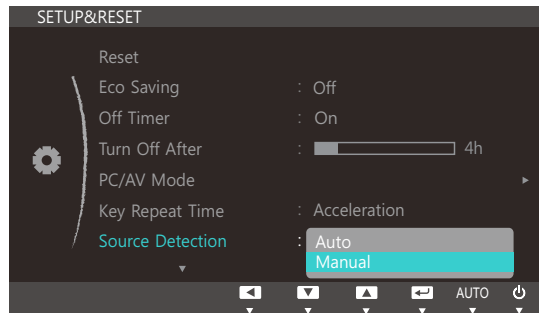 SETUP&RESET
Reset
Eco Saving : Off
Off Timer : On
Turn Off After : 4h
PC/AV Mode
Key Repeat Time : Acceleration
Source Detection : Auto
Manual
AUTO